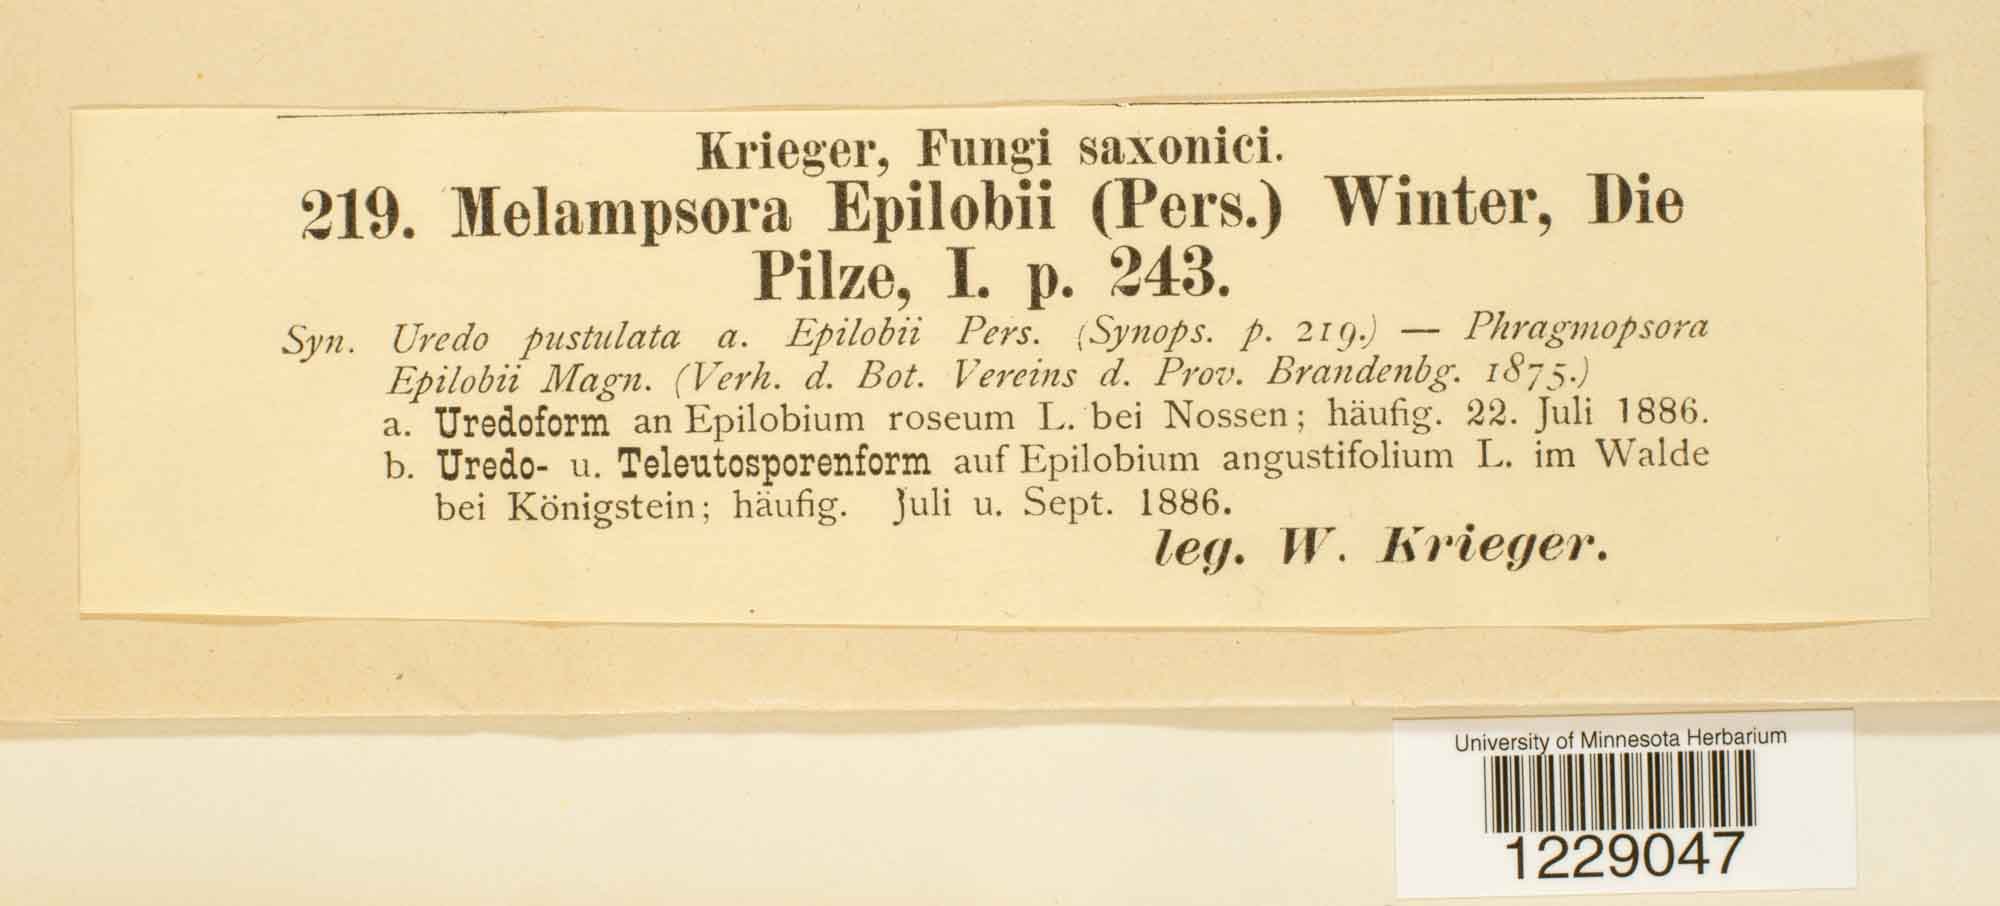 Krieger, Fungi saxonici.
219. Melampsora Epilobii (Pers.) Winter, Die
Pilze, I. p. 243.
Syn. Uredo pustulata a. Epilobii Pers. (Synops. p. 219.) — Phragmopsora
Epilobii Magn. (Verh. d. Bot. Vereins d. Prov. Brandenbg. 1875.)
a. Uredoform an Epilobium roseum L. bei Nossen; häufig. 22. Juli 1886.
b. Uredo- u. Teleutosporenform auf Epilobium angustifolium L. im Walde
bei Königstein; häufig. Juli u. Sept. 1886.
leg. W. Krieger.
University of Minnesota Herbarium
1229047